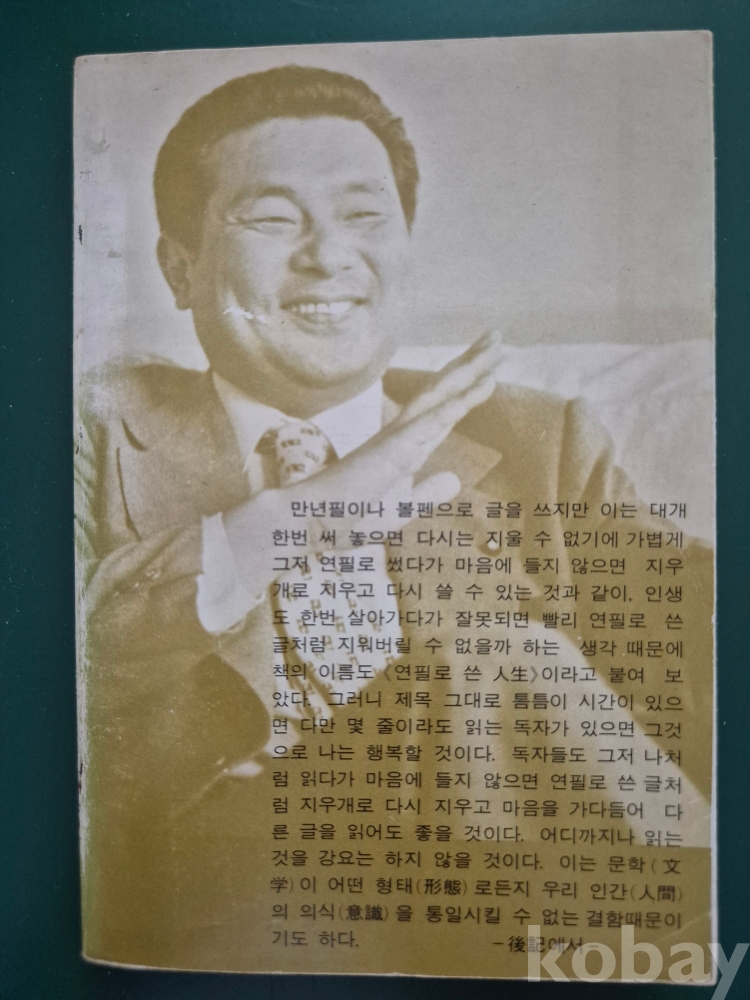 만년필이나 볼펜으로 글을 쓰지만 이는 대개
한번 써 놓으면 다시는 지울 수 없기에 가볍게
그저 연필로 썼다가 마음에 들지 않으면 지우
개로 지우고 다시 쓸 수 있는 것과 같이, 인생
도 한번 살아가다가 잘못되면 빨리 연필로 쓴
글처럼 지워버릴 수 없을까 하는 생각 때문에
책의 이름도 《연필로 쓴 人生》이라고 붙여 보
았다. 그러니 제목 그대로 틈틈이 시간이 있으
면 다만 몇 줄이라도 읽는 독자가 있으면 그것
으로 나는 행복할 것이다. 독자들도 그저 나처
럼 읽다가 마음에 들지 않으면 연필로 쓴 글처
럼 지우개로 다시 지우고 마음을 가다듬어 다
른 글을 읽어도 좋을 것이다. 어디까지나 읽는
것을 강요는 하지 않을 것이다. 이는 문학(文
学)이 어떤 형태(形態)로든지 우리 인간(人間)
의 의식(意識)을 통일시킬 수 없는 결함때문이
기도 하다. -後記에서-
kobay